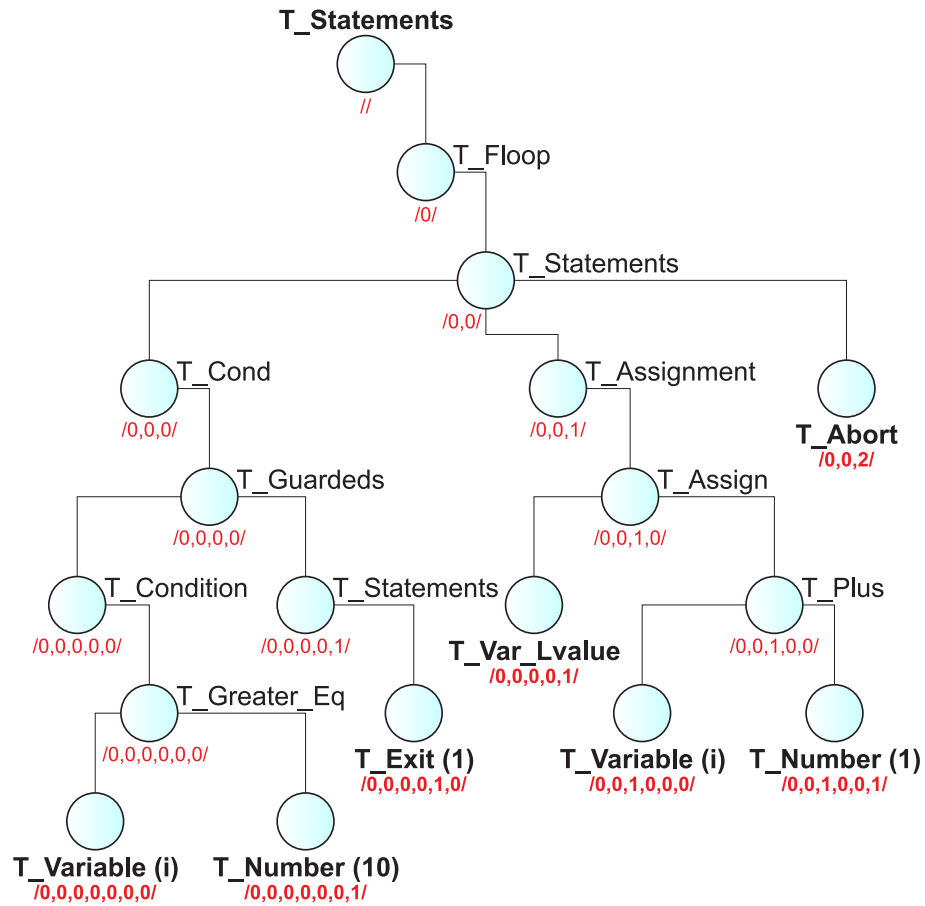 T_Statements
//
T_Floop
/0/
T_Statements
/0,0/
T_Cond
/0,0,0/
T_Assignment
/0,0,1/
T_Abort
/0,0,2/
T_Guardeds
/0,0,0,0/
T_Assign
/0,0,1,0/
T_Condition
/0,0,0,0,0/
T_Statements
/0,0,0,0,1/
T_Var_Lvalue
/0,0,0,0,1/
T_Plus
/0,0,1,0,0/
T_Greater_Eq
/0,0,0,0,0,0/
T_Exit (1)
/0,0,0,0,1,0/
T_Variable (i)
/0,0,1,0,0,0/
T_Number (1)
/0,0,1,0,0,1/
T_Variable (i)
/0,0,0,0,0,0,0/
T_Number (10)
/0,0,0,0,0,0,1/